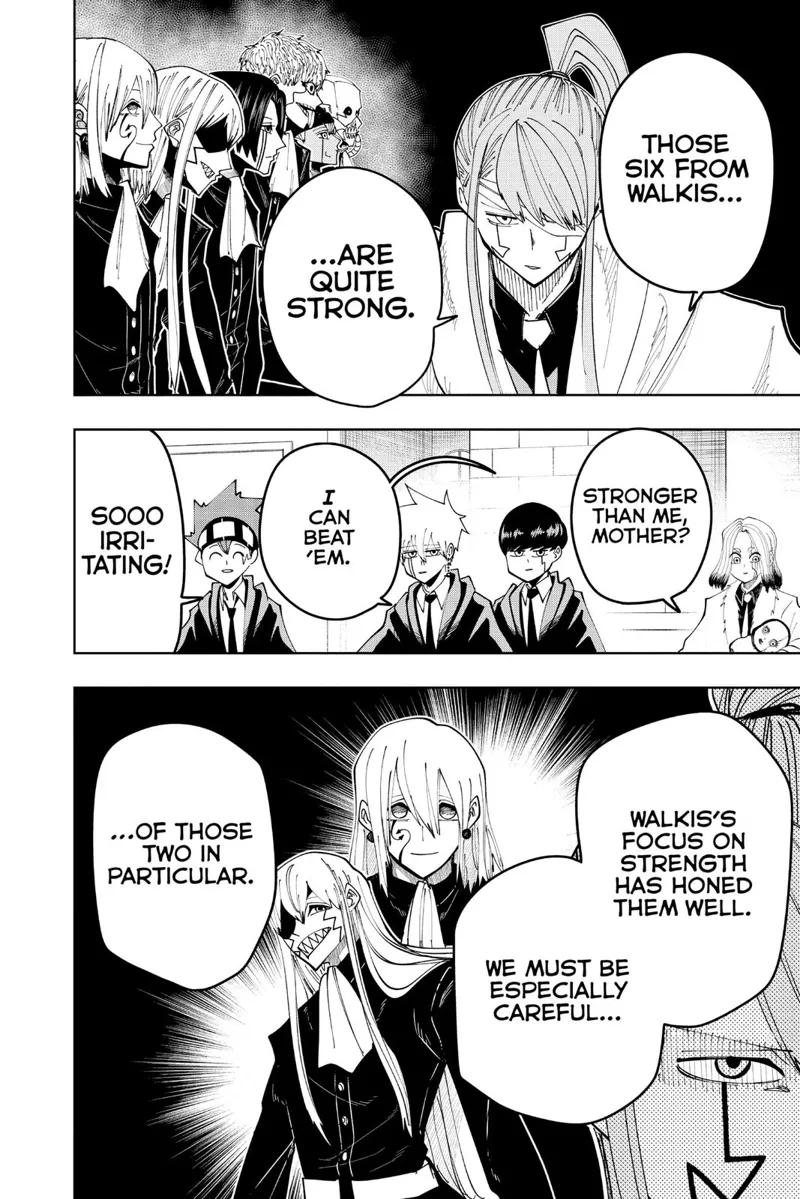 THOSE
SIX FROM
WALKIS...
...ARE
QUITE
STRONG.
STRONGER
THAN ME,
MOTHER?
I
CAN
BEAT
'EM.
SOOO
IRRI-
TATING!
WALKIS'S
FOCUS ON
STRENGTH
HAS HONED
THEM WELL.
WE MUST BE
ESPECIALLY
CAREFUL...
...OF THOSE
TWO IN
PARTICULAR.